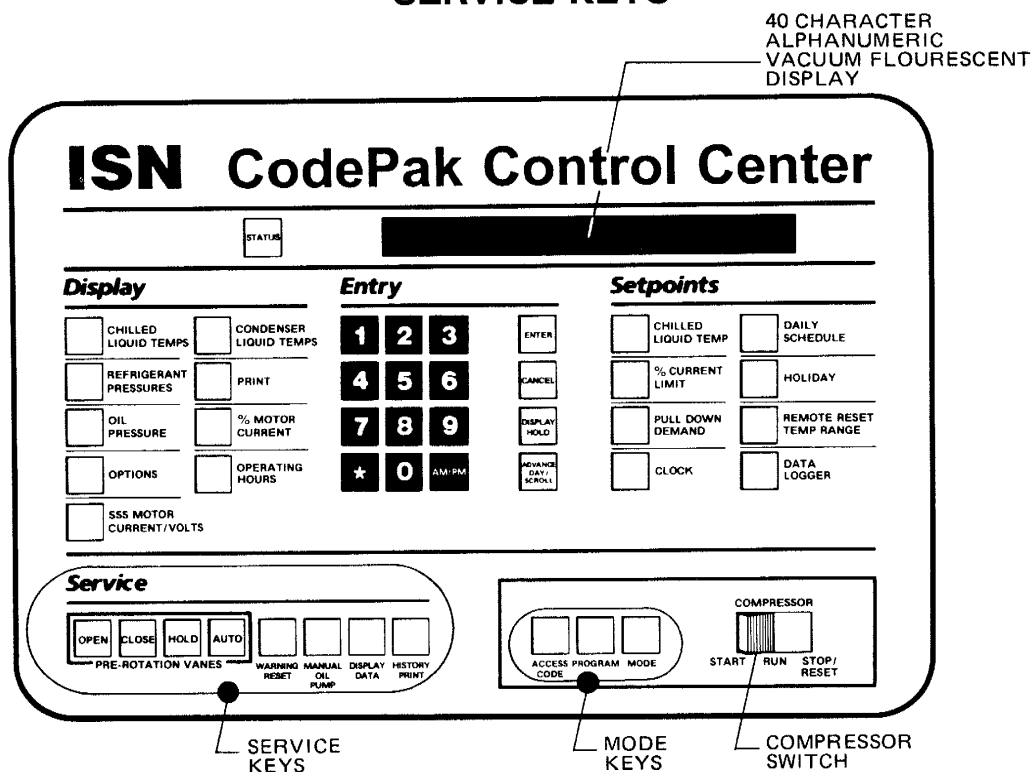 SERVICE KEYS
40 CHARACTER
ALPHANUMERIC
VACUUM FLOURESCENT
DISPLAY
ISN CodePak Control Center
STATUS
Display
CHILLED
LIQUID TEMPS
CONDENSER
LIQUID TEMPS
REFRIGERANT
PRESSURES
PRINT
OIL
PRESSURE
% MOTOR
CURRENT
OPTIONS
OPERATING
HOURS
SSS MOTOR
CURRENT/VOLTS
Entry
1 2 3
ENTER
4 5 6
CANCEL
7 8 9
DISPLAY
HOLD
* 0 AM/PM
ADVANCE
DAY/
SCROLL
Setpoints
CHILLED
LIQUID TEMP
DAILY
SCHEDULE
% CURRENT
LIMIT
HOLIDAY
PULL DOWN
DEMAND
REMOTE RESET
TEMP RANGE
CLOCK
DATA
LOGGER
Service
OPEN CLOSE HOLD AUTO
PRE-ROTATION VANES
WARNING
RESET
MANUAL
OIL
PUMP
DISPLAY
DATA
HISTORY
PRINT
ACCESS
CODE
PROGRAM
MODE
COMPRESSOR
START RUN STOP/
RESET
SERVICE
KEYS
MODE
KEYS
COMPRESSOR
SWITCH